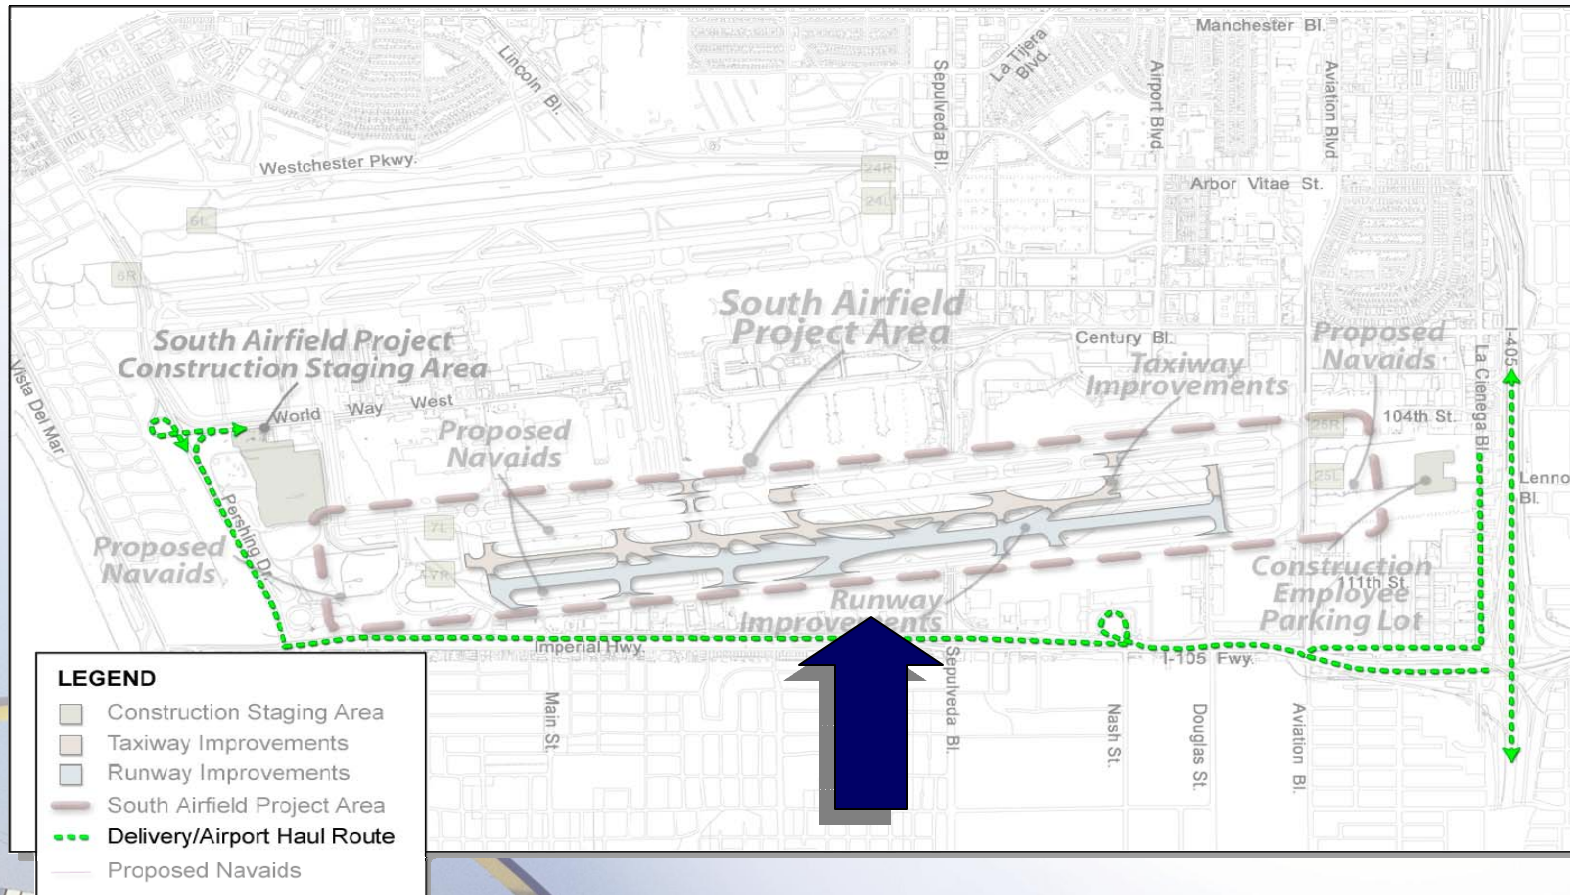 Manchester Bl.
Lincoln Bl.
Sepulveda Bl.
La Tijera
Blvd.
Airport Blvd.
Aviation Blvd
Westchester Pkwy.
24R
Arbor Vitae St.
24L
6L
6R
South Airfield
Project Area
South Airfield Project
Construction Staging Area
Century Bl.
Proposed
Navaids
Taxiway
Improvements
I-405
La Cienega Bl
Vista Del Mar
World Way West
104th St.
25R
Proposed
Navaids
25L
Lenno
Bl.
Pershing Dr.
7L
Proposed
Navaids
7R
Construction
Employee
Parking Lot
111th St.
Runway
Improvements
Imperial Hwy.
I-105 Fwy.
Sepulveda Bl.
Main St.
Nash St.
Douglas St.
Aviation Bl.
LEGEND
Construction Staging Area
Taxiway Improvements
Runway Improvements
South Airfield Project Area
Delivery/Airport Haul Route
Proposed Navaids